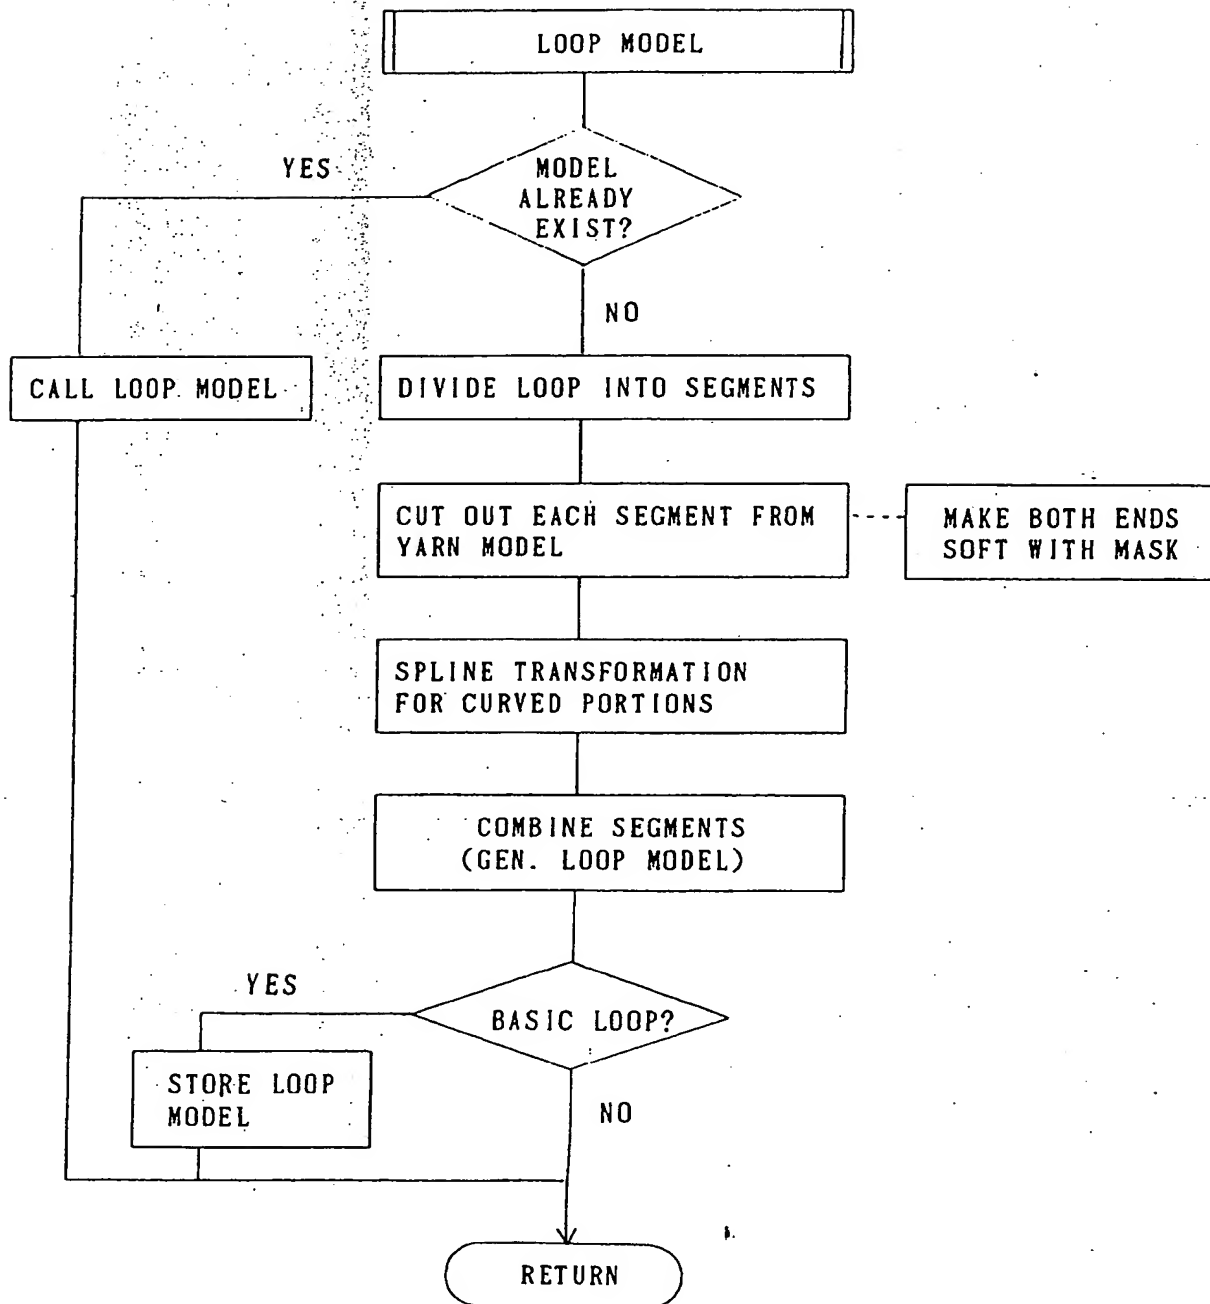 LOOP MODEL
YES
MODEL
ALREADY
EXIST?
NO
CALL LOOP MODEL
DIVIDE LOOP INTO SEGMENTS
CUT OUT EACH SEGMENT FROM
YARN MODEL
MAKE BOTH ENDS
SOFT WITH MASK
SPLINE TRANSFORMATION
FOR CURVED PORTIONS
COMBINE SEGMENTS
(GEN. LOOP MODEL)
YES
BASIC LOOP?
STORE LOOP
MODEL
NO
RETURN